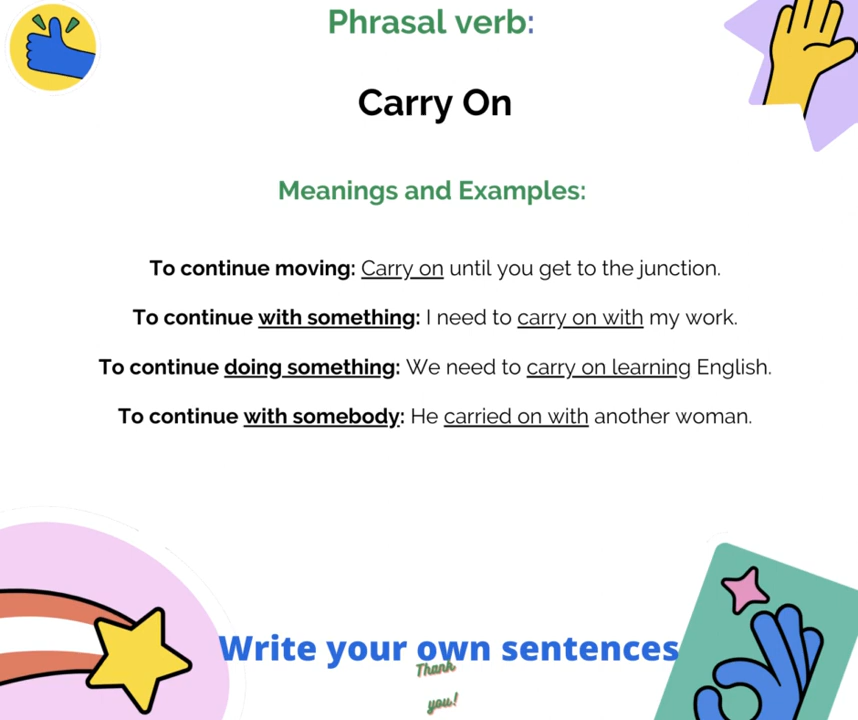 Phrasal verb:
Carry On
Meanings and Examples:
To continue moving: Carry on until you get to the junction.
To continue with something: I need to carry on with my work.
To continue doing something: We need to carry on learning English.
To continue with somebody: He carried on with another woman.
Write your own sentences
Thank
you!